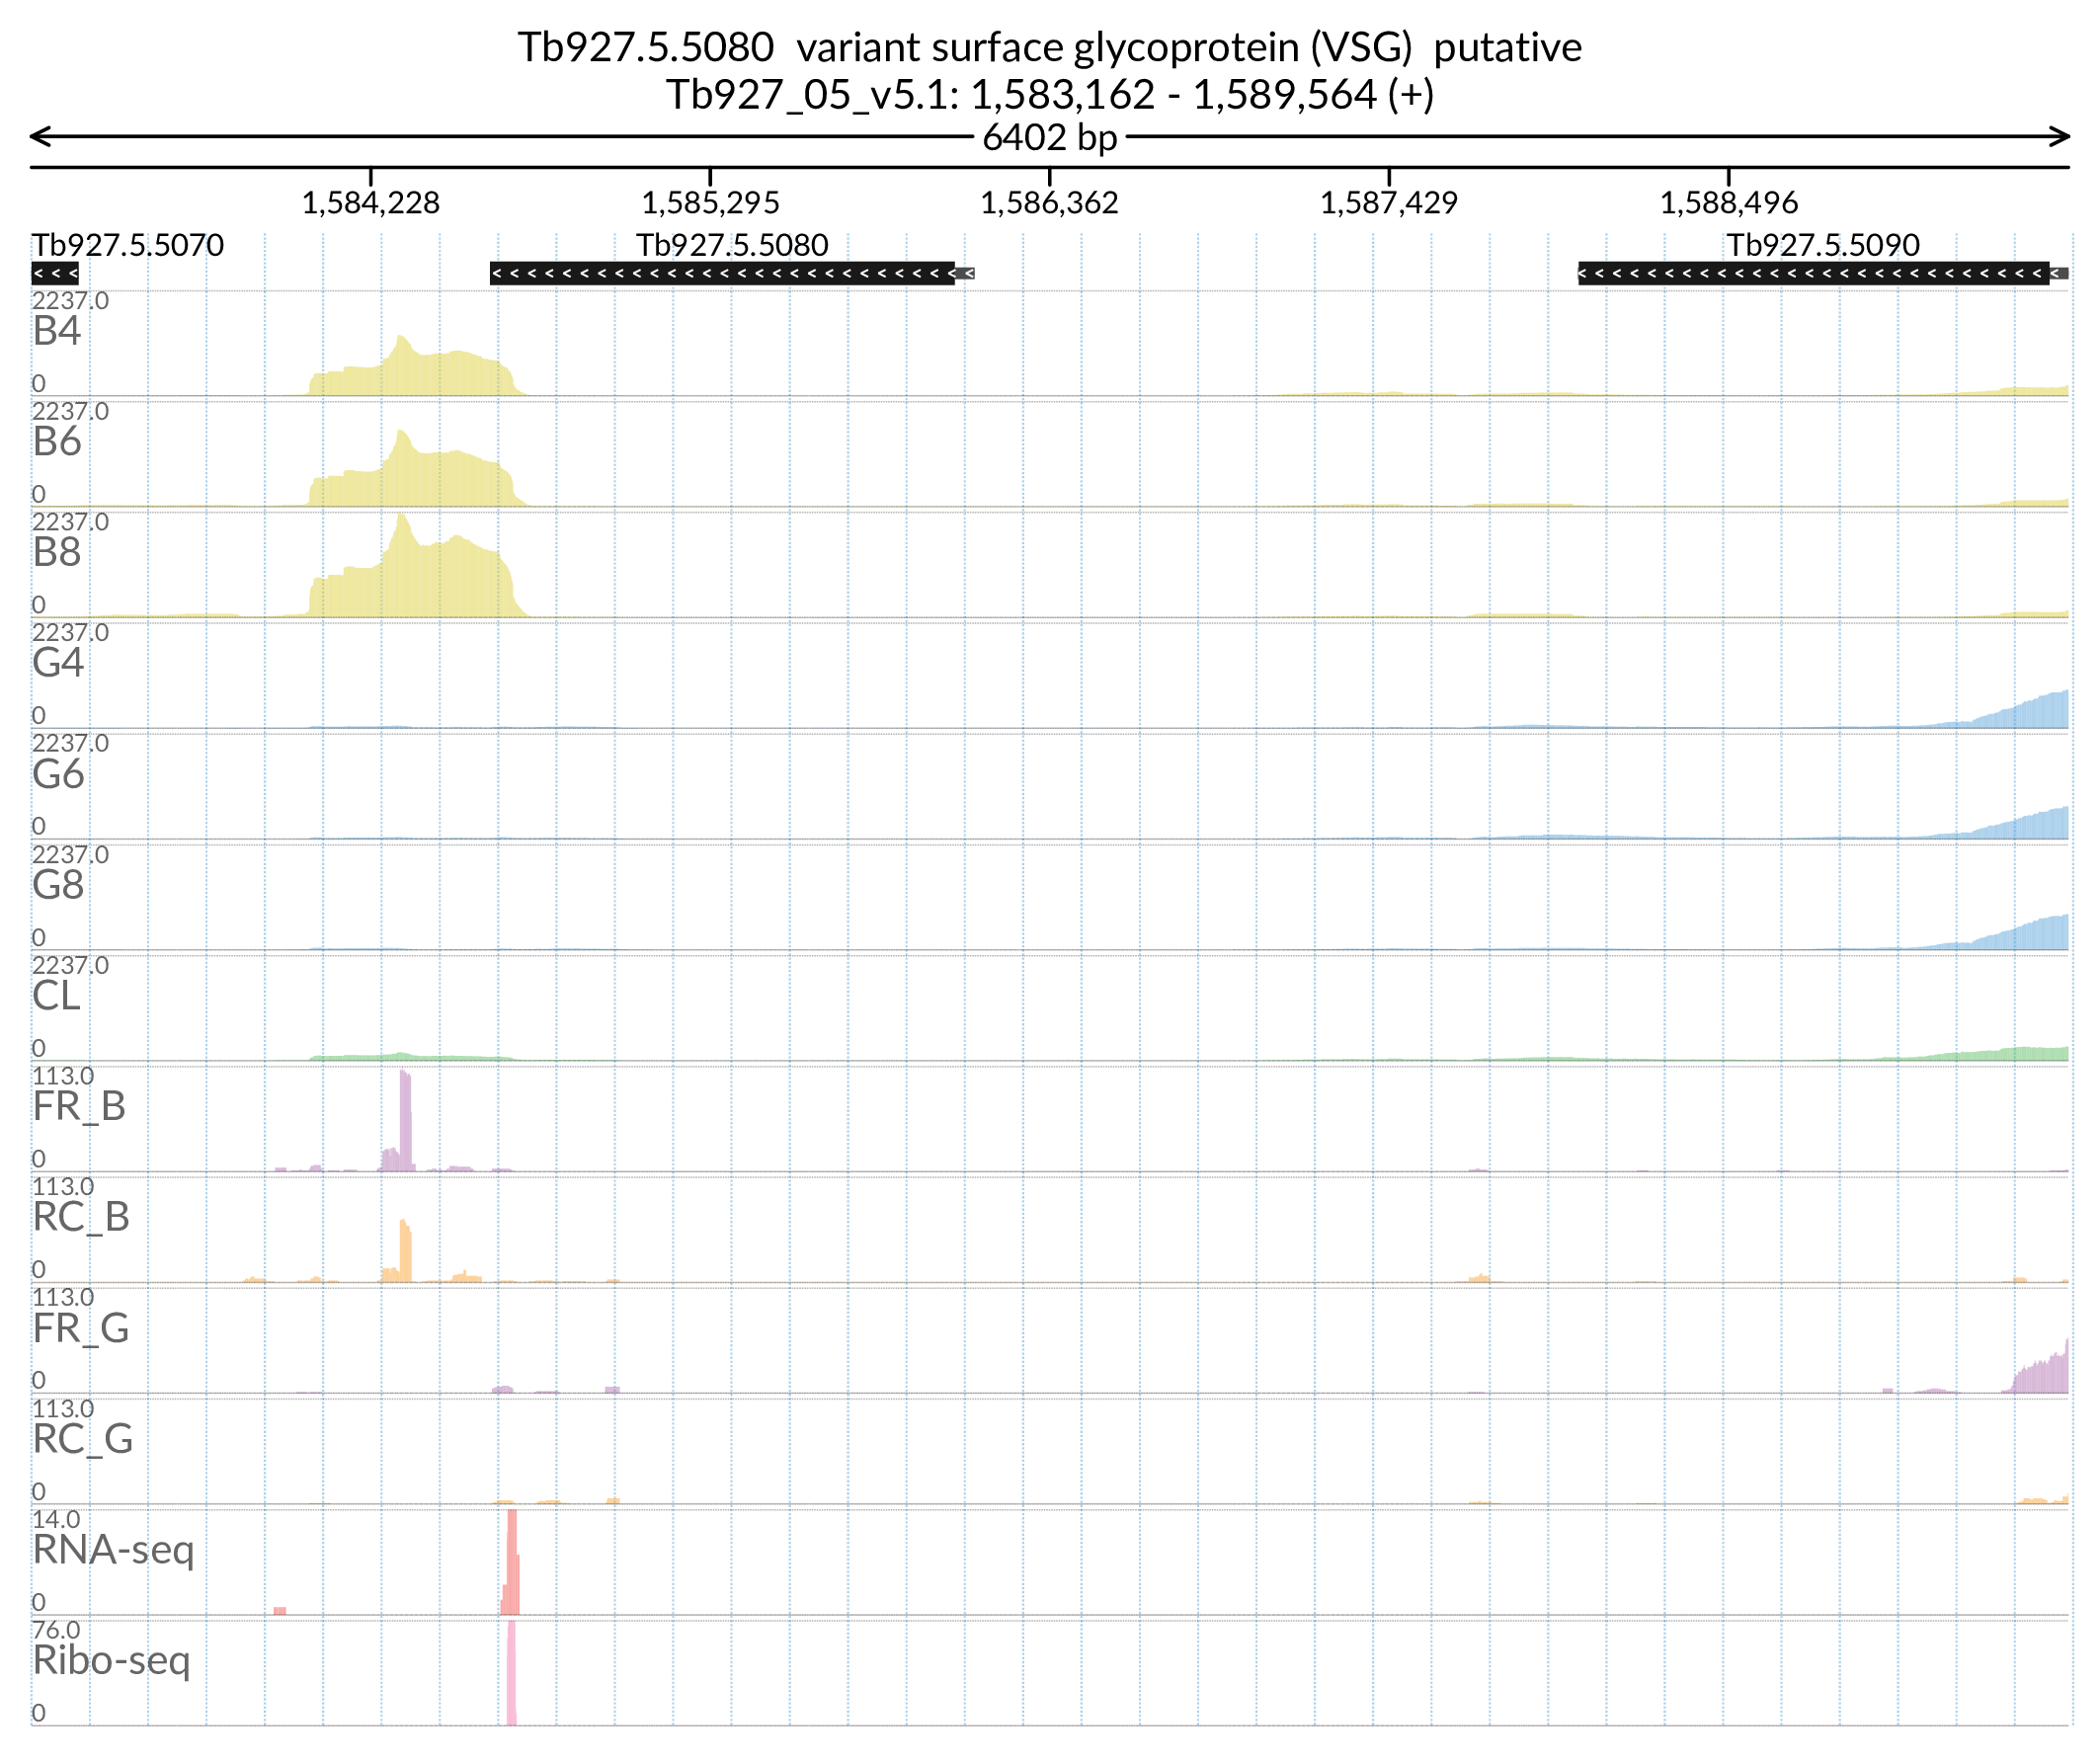 Tb927.5.5080 variant surface glycoprotein (VSG) putative
Tb927_05_v5.1: 1,583,162 - 1,589,564 (+)
6402 bp
1,584,228 1,585,295 1,586,362 1,587,429 1,588,496
Tb927.5.5070 Tb927.5.5080 Tb927.5.5090
2237.0
B4
0
2237.0
B6
0
2237.0
B8
0
2237.0
G4
0
2237.0
G6
0
2237.0
G8
0
2237.0
CL
0
113.0
FR_B
0
113.0
RC_B
0
113.0
FR_G
0
113.0
RC_G
0
14.0
RNA-seq
0
76.0
Ribo-seq
0